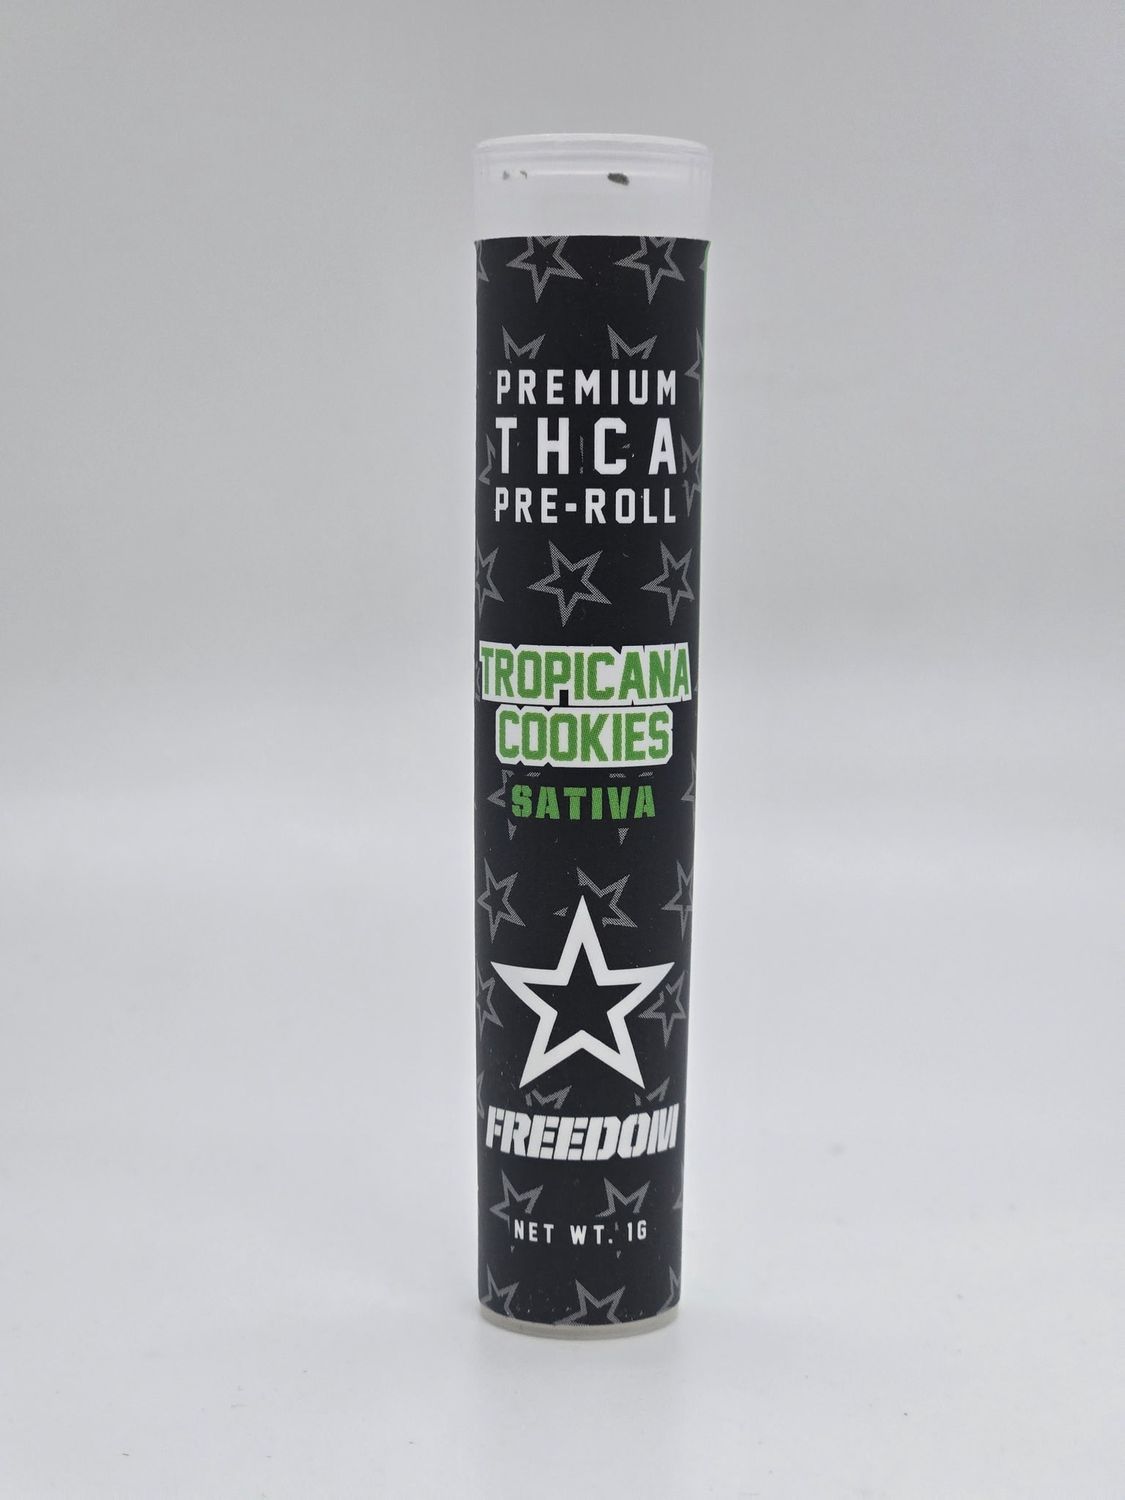 PREMIUM
THCA
PRE-ROLL
TROPICANA
COOKIES
SATIVA
FREEDOM
NET WT. 1G